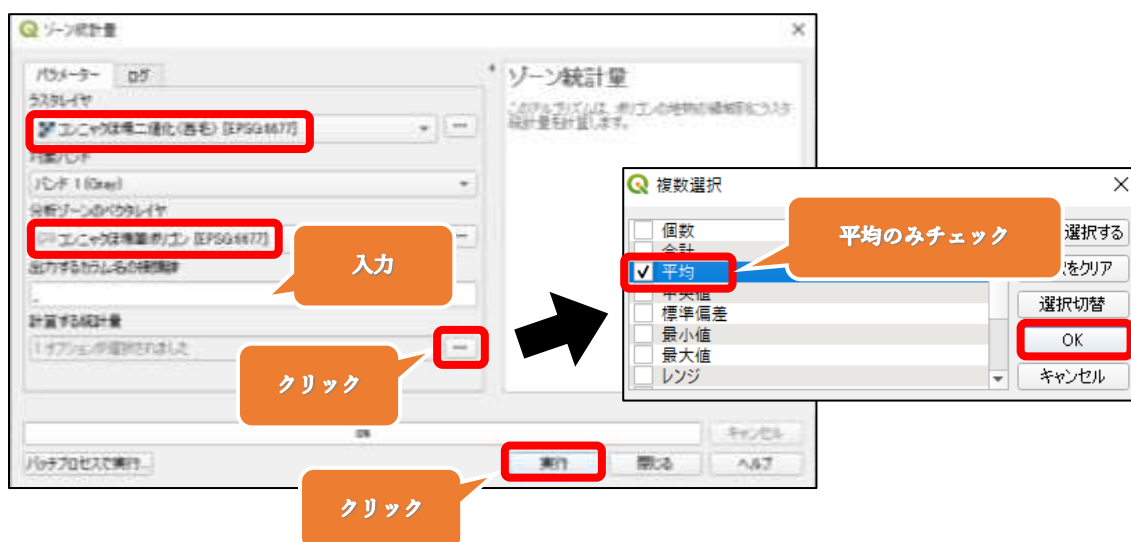 ゾーン統計量
パラメーター
ログ
ラスタレイヤ
コンニャクほ場二値化(吾毛) [EPSG:6677]
対象バンド
バンド 1 (Gray)
分析ゾーンのベクタレイヤ
コンニャクほ場畝ポリゴン [EPSG:6677]
出力するカラム名の接頭辞
_
計算する統計量
1 オプションが選択されました
ゾーン統計量
このアルゴリズムは、ポリゴンの地物の領域別にラスタ
統計量を計算します。
0%
キャンセル
バッチプロセスで実行...
実行
閉じる
ヘルプ
入力
クリック
クリック
複数選択
個数
合計
平均
中央値
標準偏差
最小値
最大値
レンジ
平均のみチェック
選択する
をクリア
選択切替
OK
キャンセル